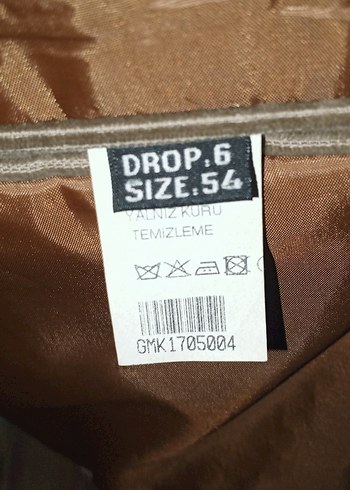 DROP.6
SIZE.54
YALNIZ KURU
TEMİZLEME
GMK1705004